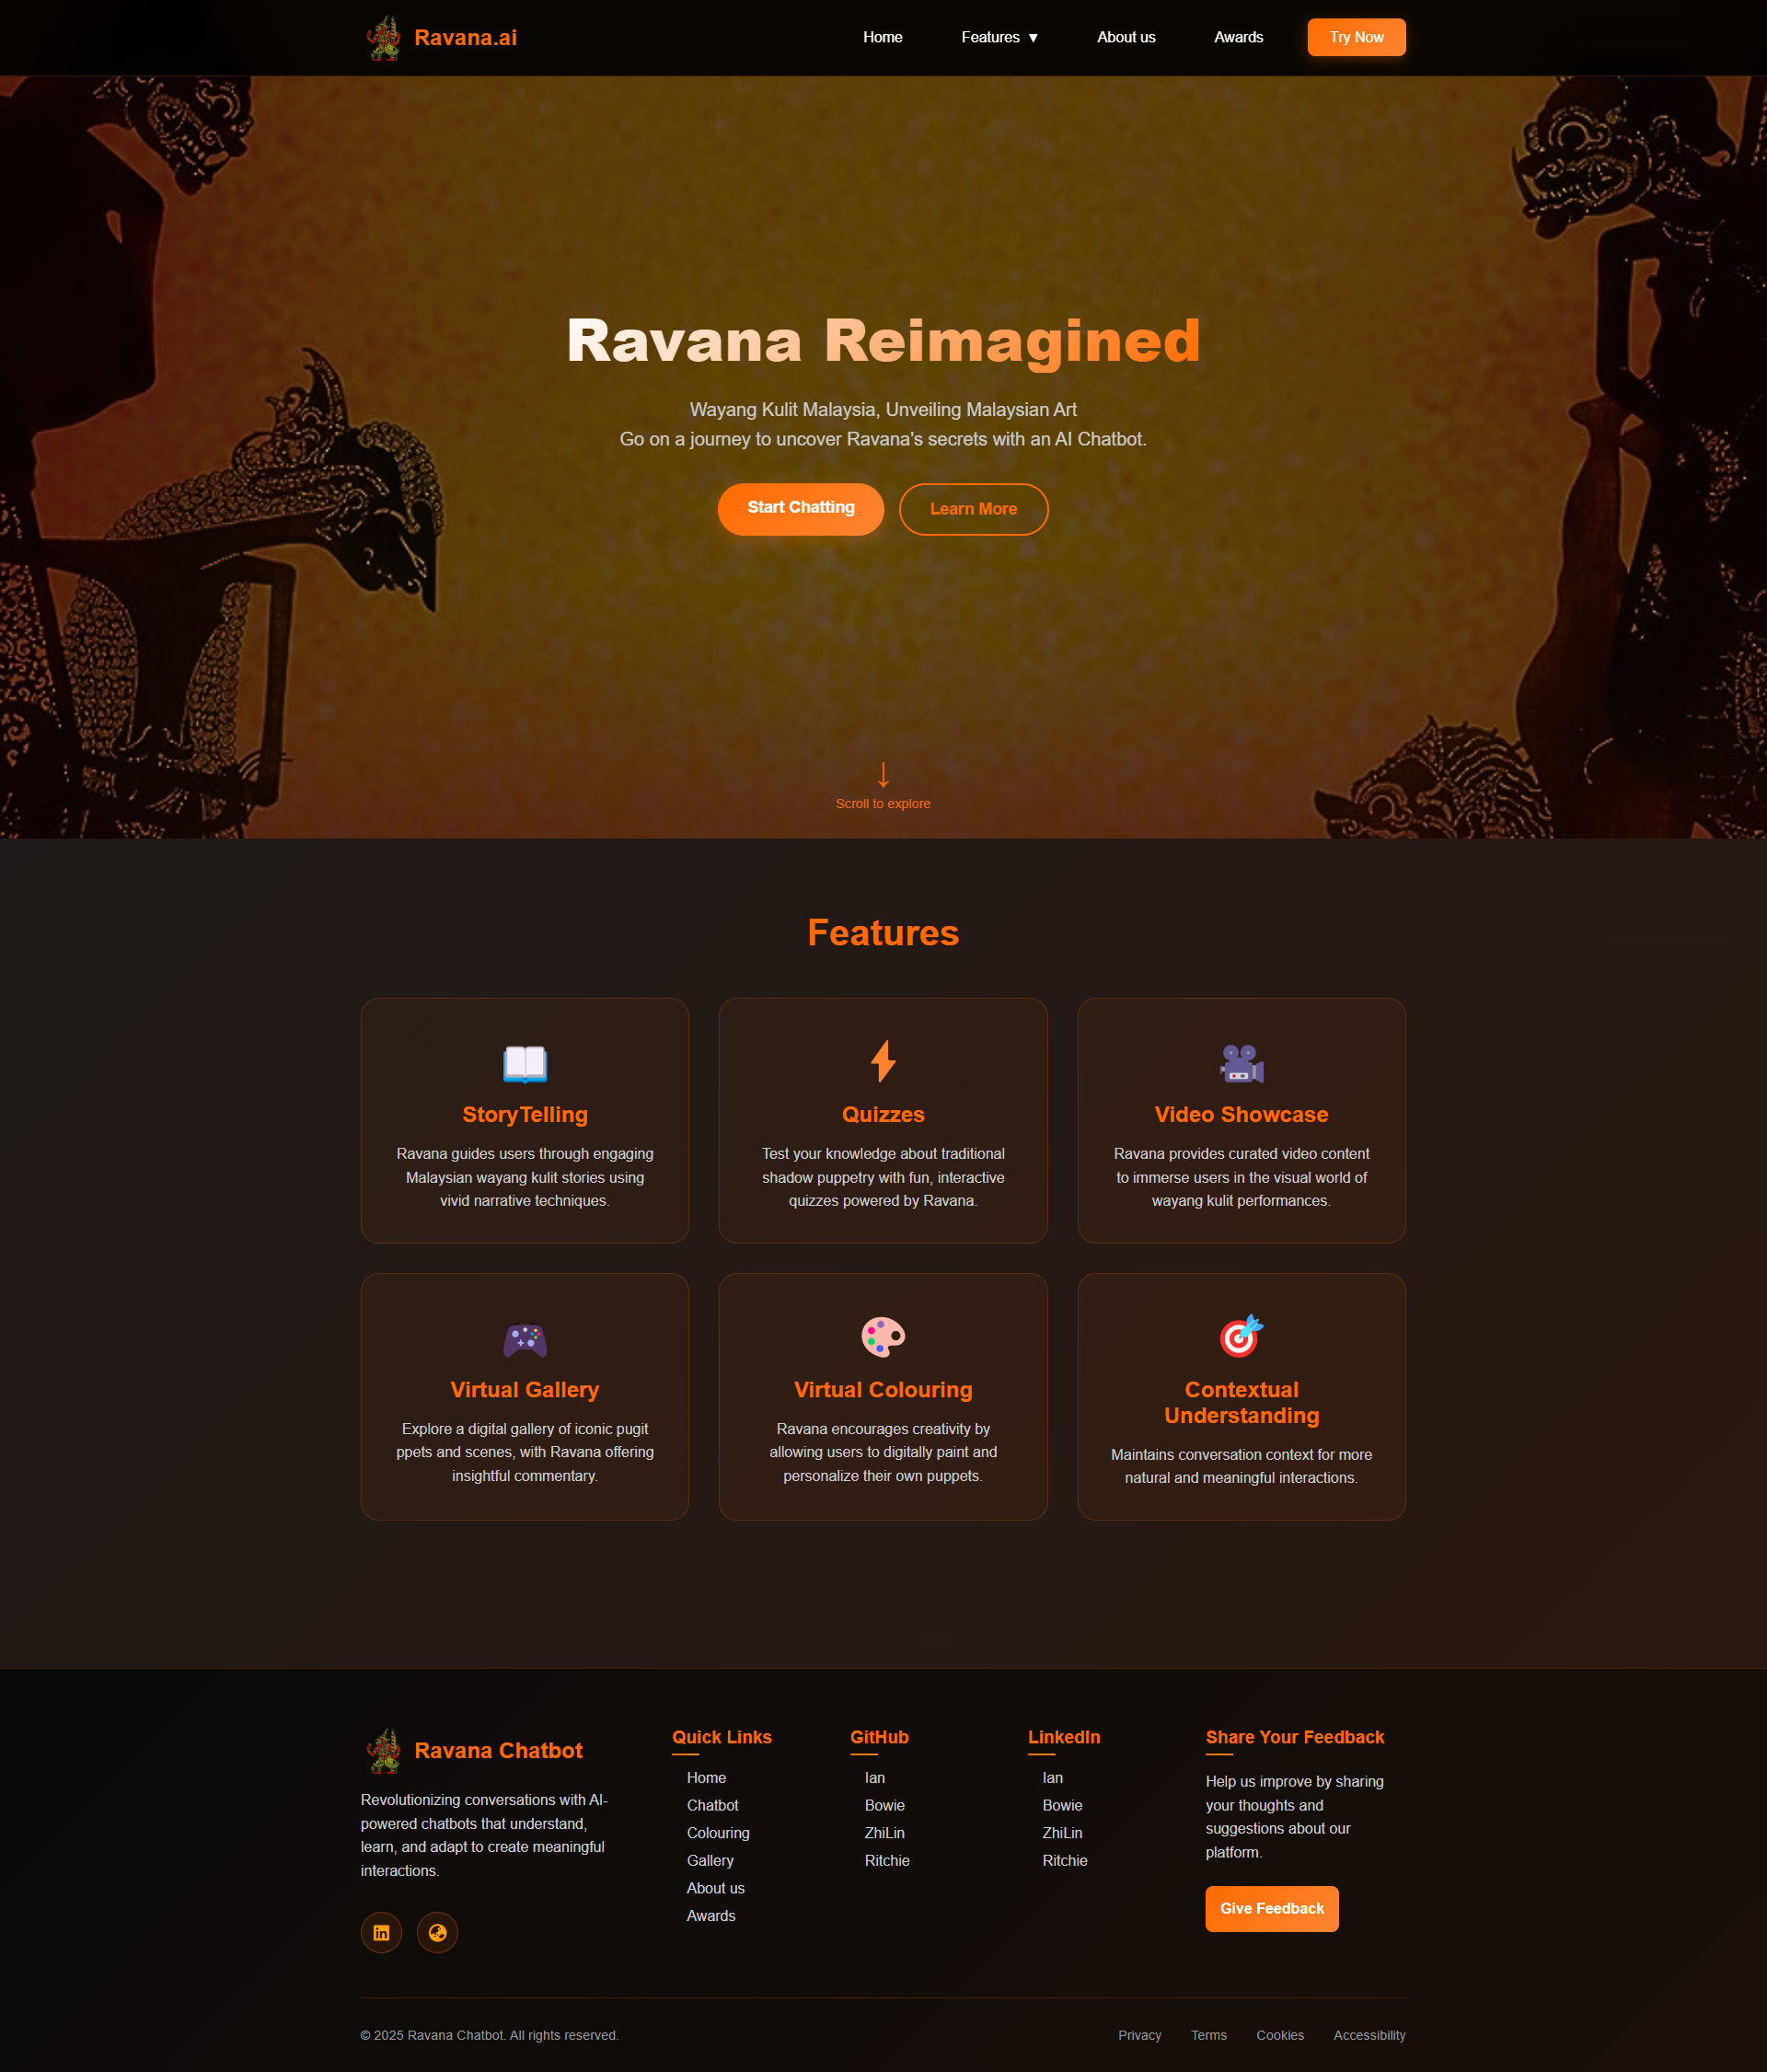 Ravana.ai
Home
Features ▼
About us
Awards
Try Now
Ravana Reimagined
Wayang Kulit Malaysia, Unveiling Malaysian Art
Go on a journey to uncover Ravana's secrets with an AI Chatbot.
Start Chatting
Learn More
↓
Scroll to explore
Features
StoryTelling
Ravana guides users through engaging
Malaysian wayang kulit stories using
vivid narrative techniques.
Quizzes
Test your knowledge about traditional
shadow puppetry with fun, interactive
quizzes powered by Ravana.
Video Showcase
Ravana provides curated video content
to immerse users in the visual world of
wayang kulit performances.
Virtual Gallery
Explore a digital gallery of iconic pugit
ppets and scenes, with Ravana offering
insightful commentary.
Virtual Colouring
Ravana encourages creativity by
allowing users to digitally paint and
personalize their own puppets.
Contextual
Understanding
Maintains conversation context for more
natural and meaningful interactions.
Ravana Chatbot
Revolutionizing conversations with AI-
powered chatbots that understand,
learn, and adapt to create meaningful
interactions.
in
Quick Links
Home
Chatbot
Colouring
Gallery
About us
Awards
GitHub
Ian
Bowie
ZhiLin
Ritchie
LinkedIn
Ian
Bowie
ZhiLin
Ritchie
Share Your Feedback
Help us improve by sharing
your thoughts and
suggestions about our
platform.
Give Feedback
© 2025 Ravana Chatbot. All rights reserved.
Privacy
Terms
Cookies
Accessibility